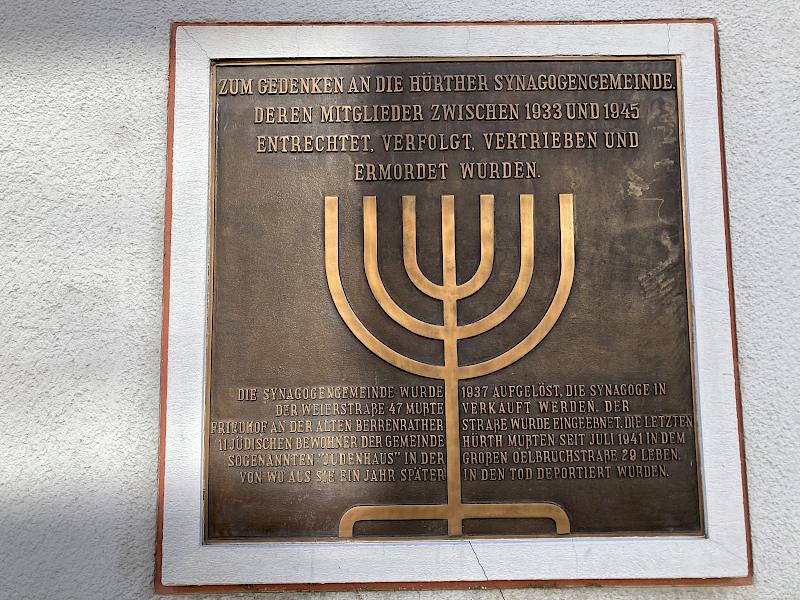 ZUM GEDENKEN AN DIE HÜRTHER SYNAGOGENGEMEINDE.
DEREN MITGLIEDER ZWISCHEN 1933 UND 1945
ENTRECHTET, VERFOLGT, VERTRIEBEN UND
ERMORDET WURDEN.
DIE SYNAGOGENGEMEINDE WURDE 1937 AUFGELÖST, DIE SYNAGOGE IN
DER WEIERSTRAßE 47 MUßTE VERKAUFT WERDEN. DER
FRIEDHOF AN DER ALTEN BERRENRATHER STRAßE WURDE EINGEEBNET. DIE LETZTEN
11 JÜDISCHEN BEWOHNER DER GEMEINDE HÜRTH MUßTEN SEIT JULI 1941 IN DEM
SOGENANNTEN "JUDENHAUS" IN DER GROßEN OELBRUCHSTRAßE 29 LEBEN.
VON WO AUS SIE EIN JAHR SPÄTER IN DEN TOD DEPORTIERT WURDEN.